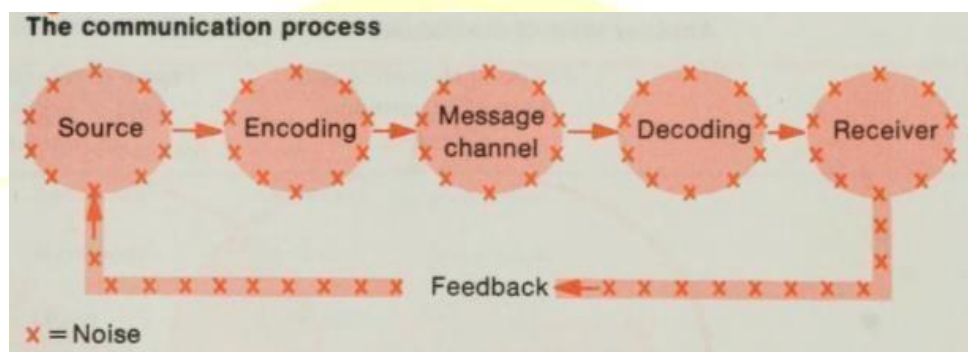 The communication process
Source
Encoding
Message
channel
Decoding
Receiver
Feedback
x = Noise